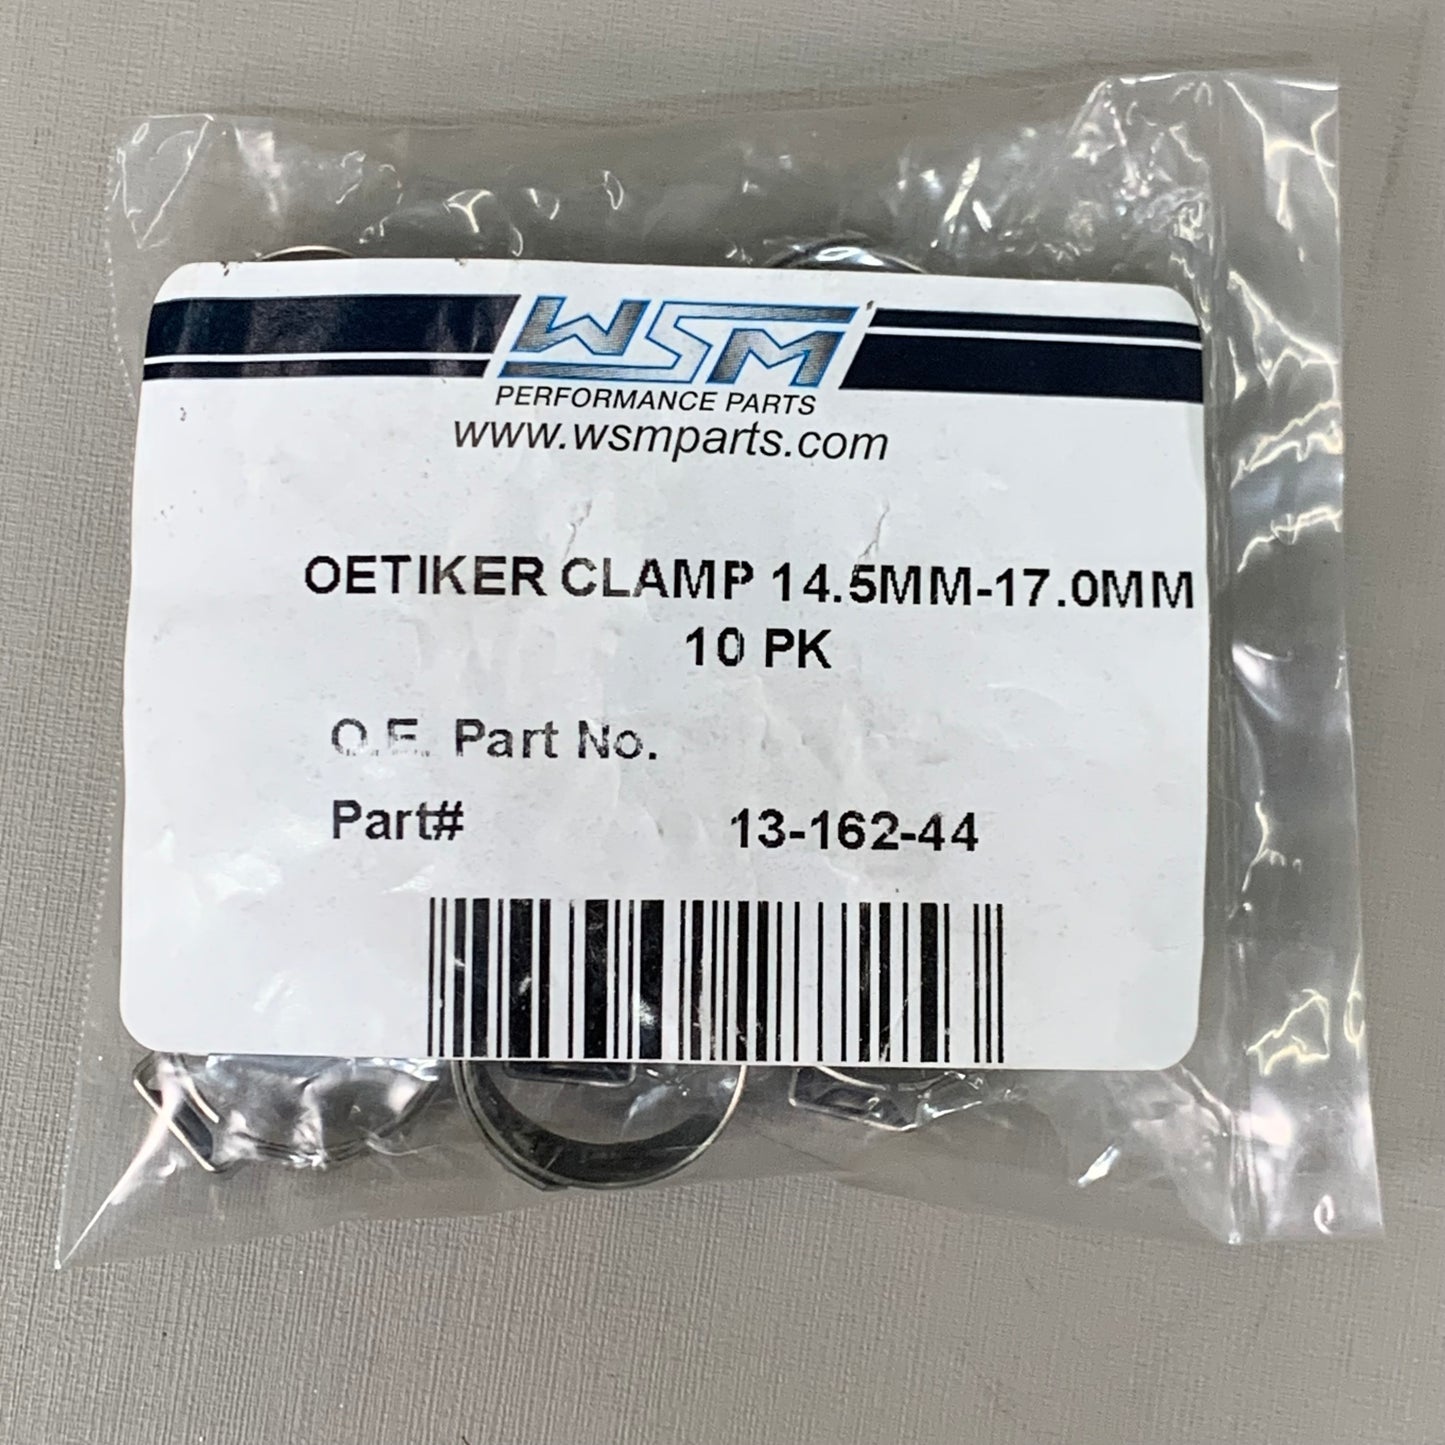 WSM
PERFORMANCE PARTS
www.wsmparts.com
OETIKER CLAMP 14.5MM-17.0MM
10 PK
O.E. Part No.
Part# 13-162-44